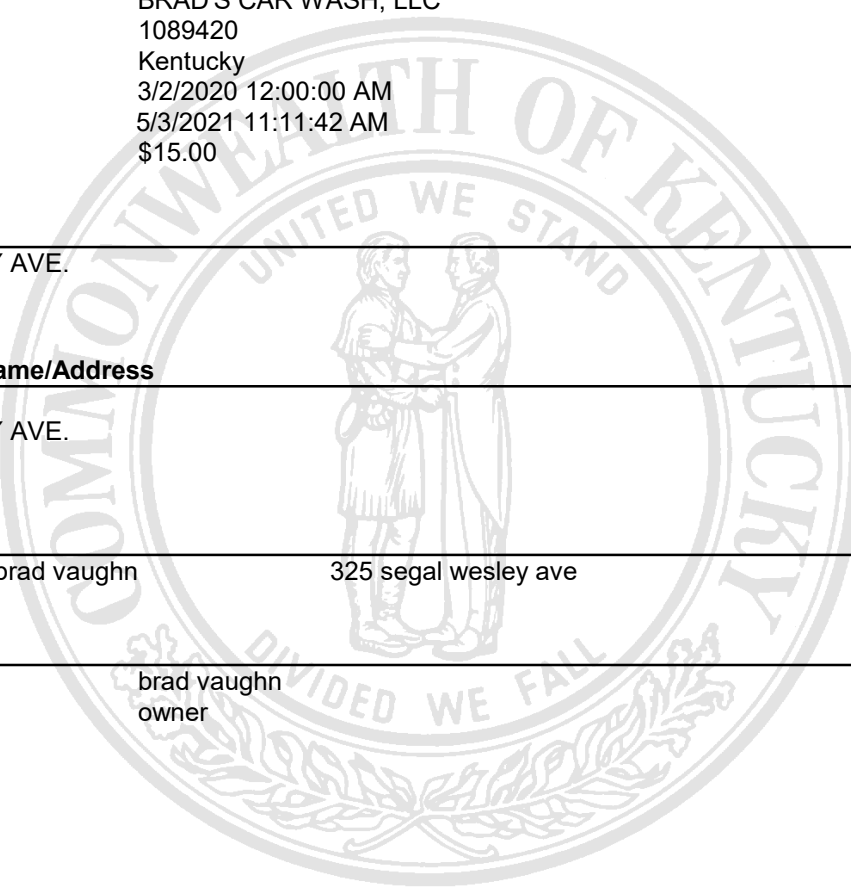 BRAD'S CAR WASH, LLC
1089420
Kentucky
3/2/2020 12:00:00 AM
5/3/2021 11:11:42 AM
$15.00
COMMONWEALTH OF KENTUCKY
UNITED WE STAND
Y AVE.
ame/Address
Y AVE.
brad vaughn 325 segal wesley ave
brad vaughn
owner
DIVIDED WE FALL